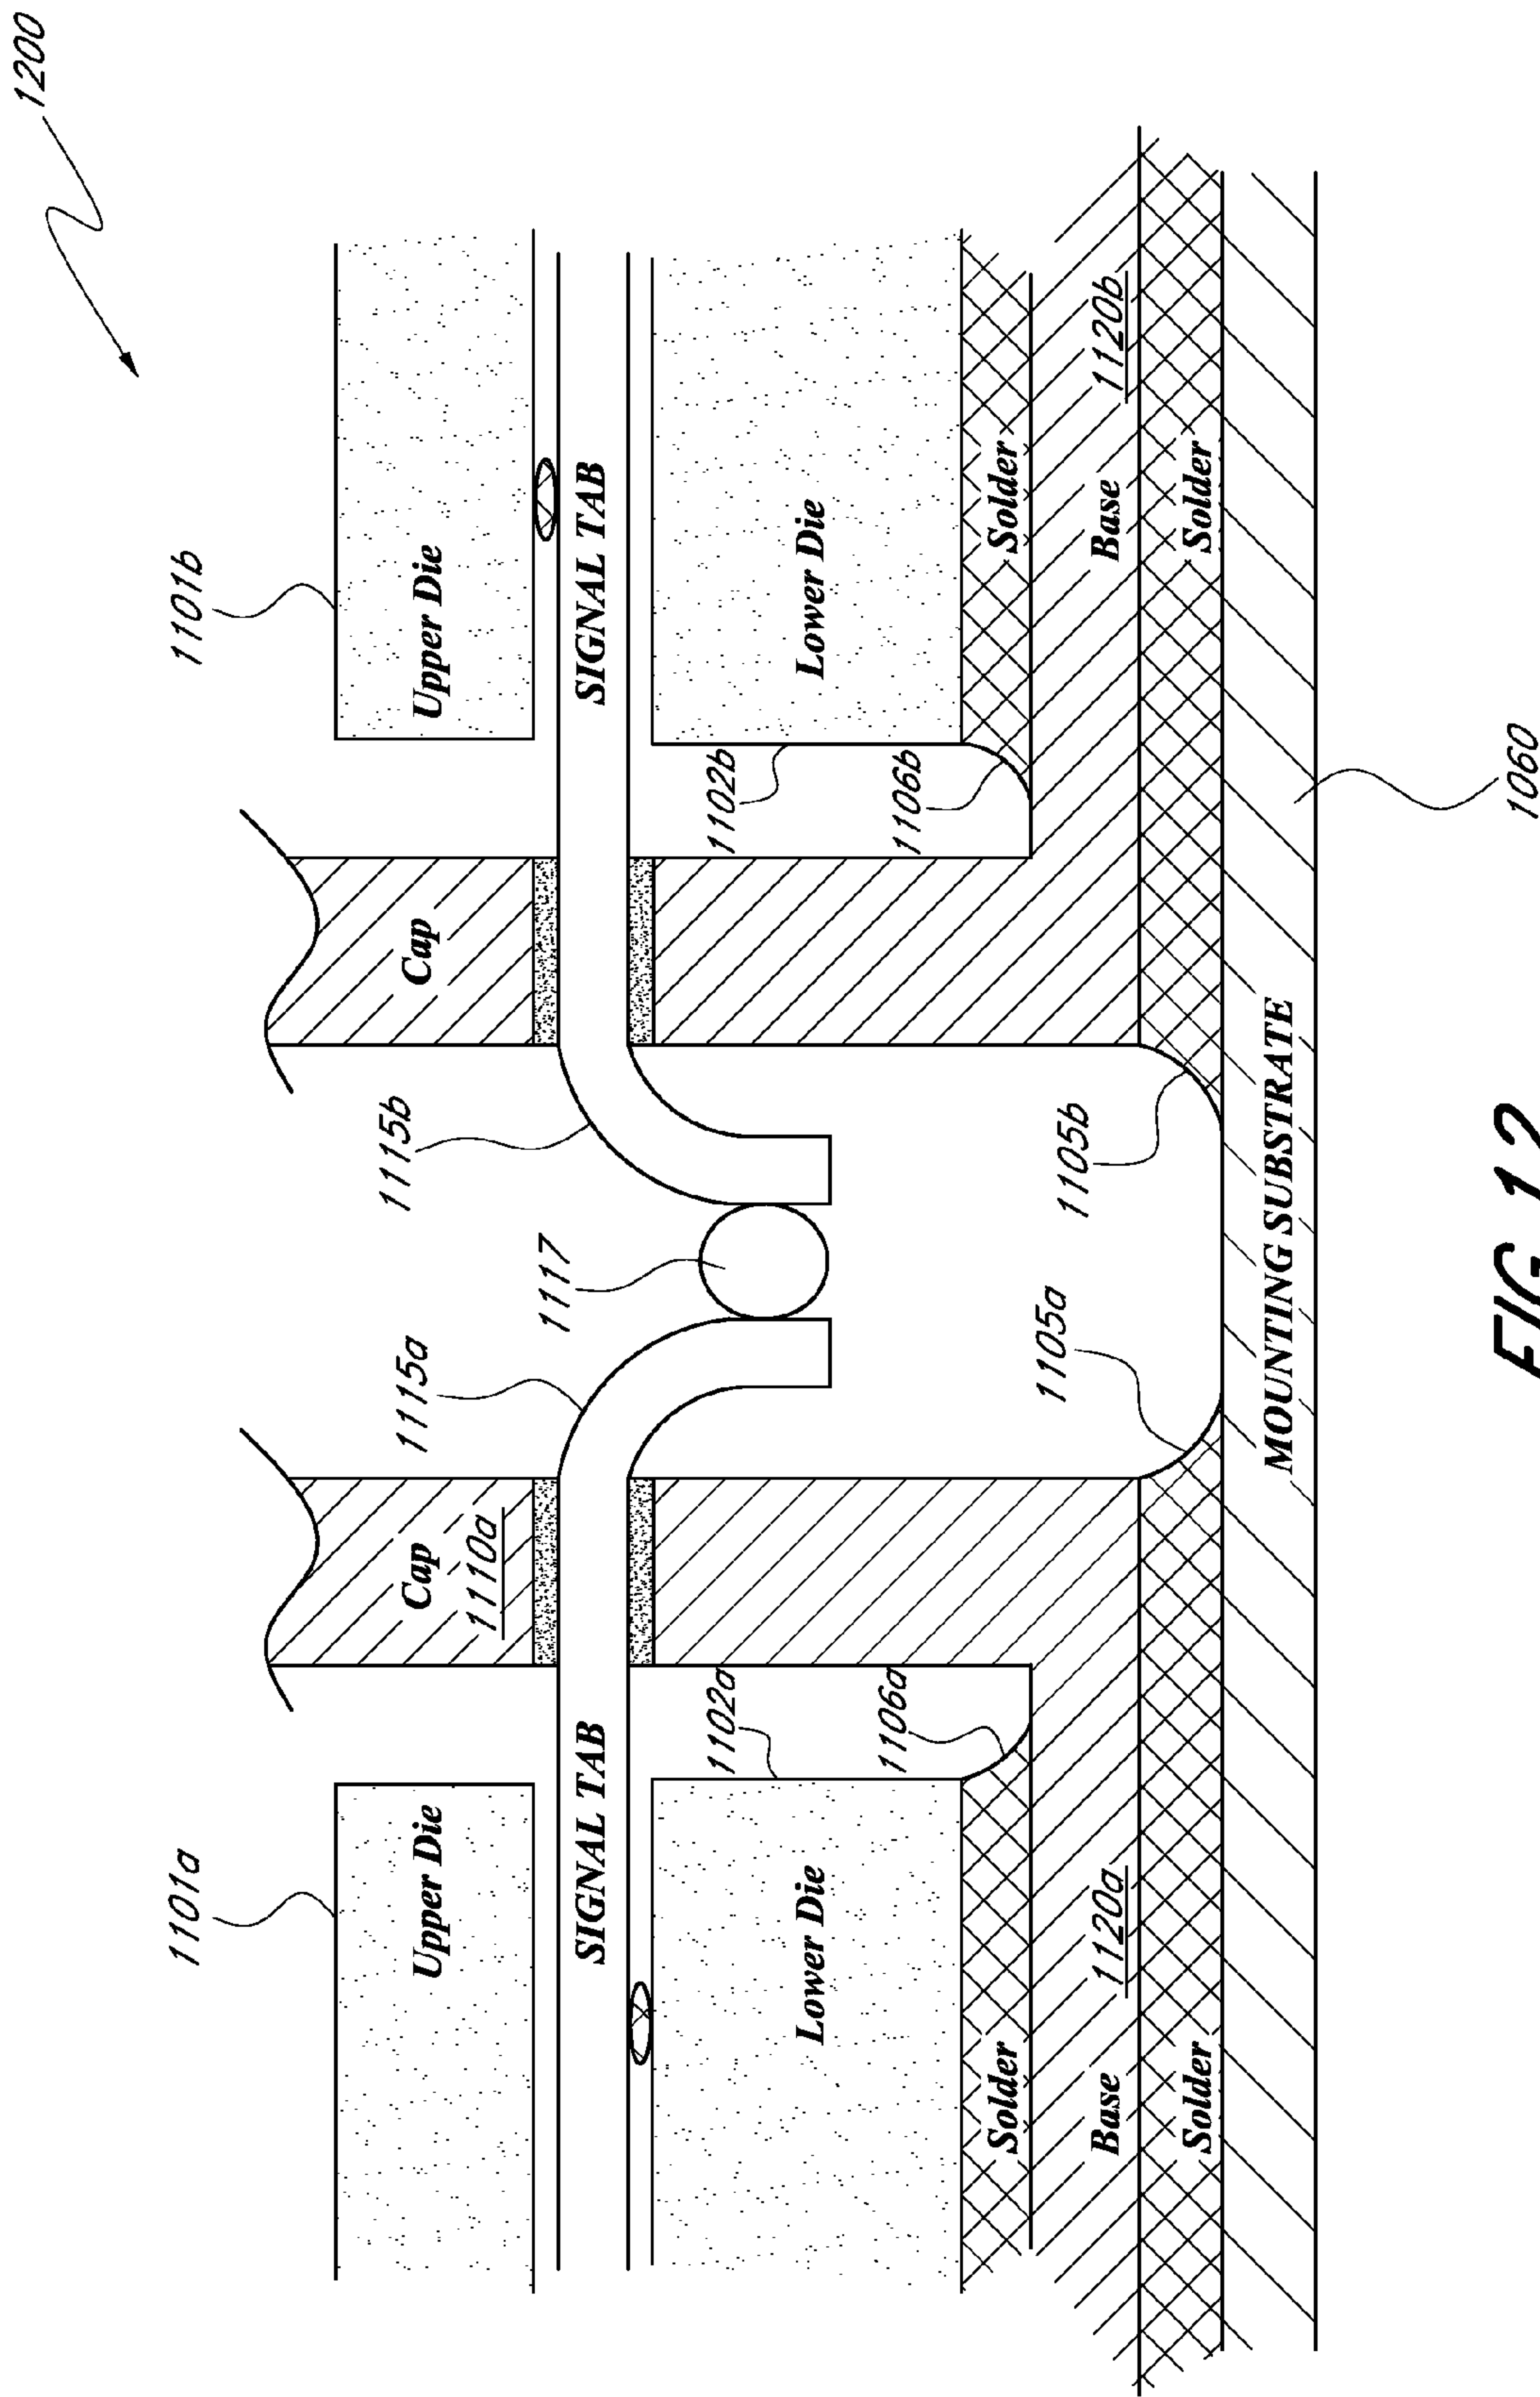 1200
1101a
1101b
Upper Die
Cap
1110a
1115a
1117
1115b
Cap
Upper Die
SIGNAL TAB
SIGNAL TAB
Lower Die
1102a
1102b
Lower Die
1106a
1106b
Solder
Solder
Base
1120a
1105a
1105b
Base
1120b
Solder
Solder
MOUNTING SUBSTRATE
1060
FIG. 12